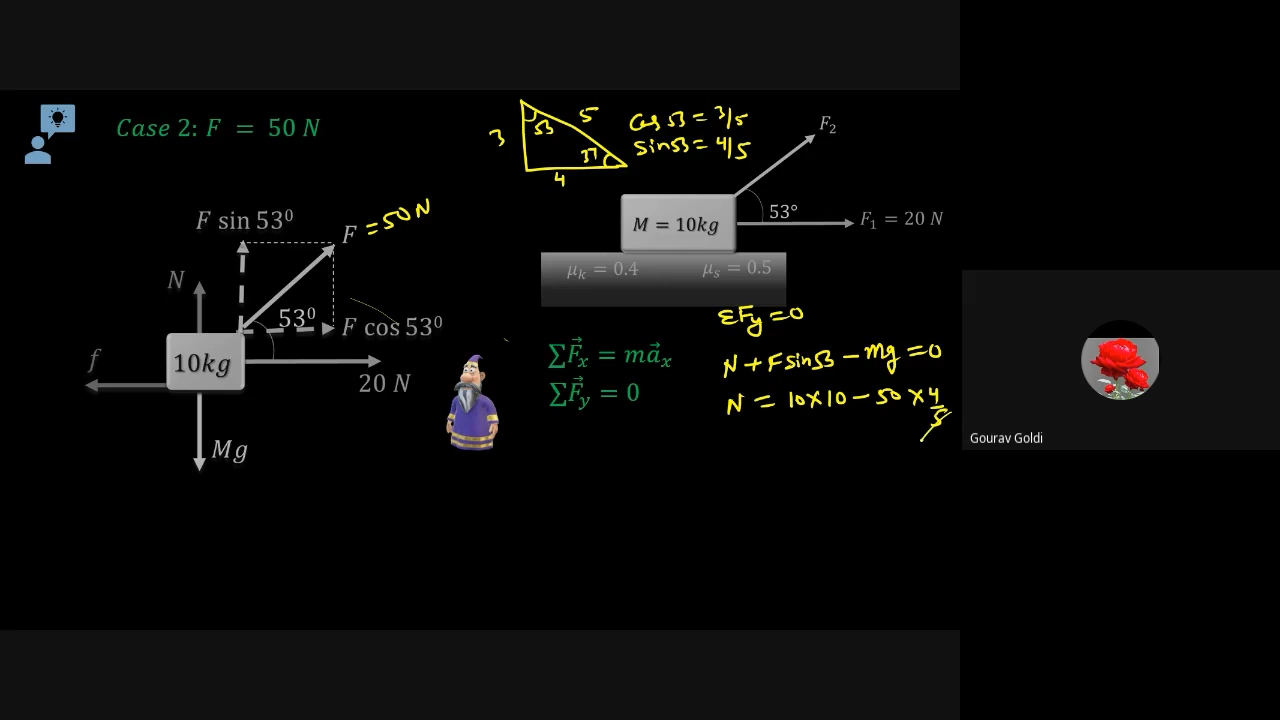 Case 2: F = 50 N
3
53
5
37
4
Cos 53 = 3/5
sin 53 = 4/5
F₂
53°
F₁ = 20 N
M = 10kg
μₖ = 0.4
μₛ = 0.5
F sin 53⁰
F = 50 N
N
53⁰
F cos 53⁰
f
10kg
20 N
Mg
∑F⃗ₓ = ma⃗ₓ
∑F⃗ᵧ = 0
ΣFy = 0
N + F sin 53 – mg = 0
N = 10 × 10 – 50 × 4/5
Gourav Goldi